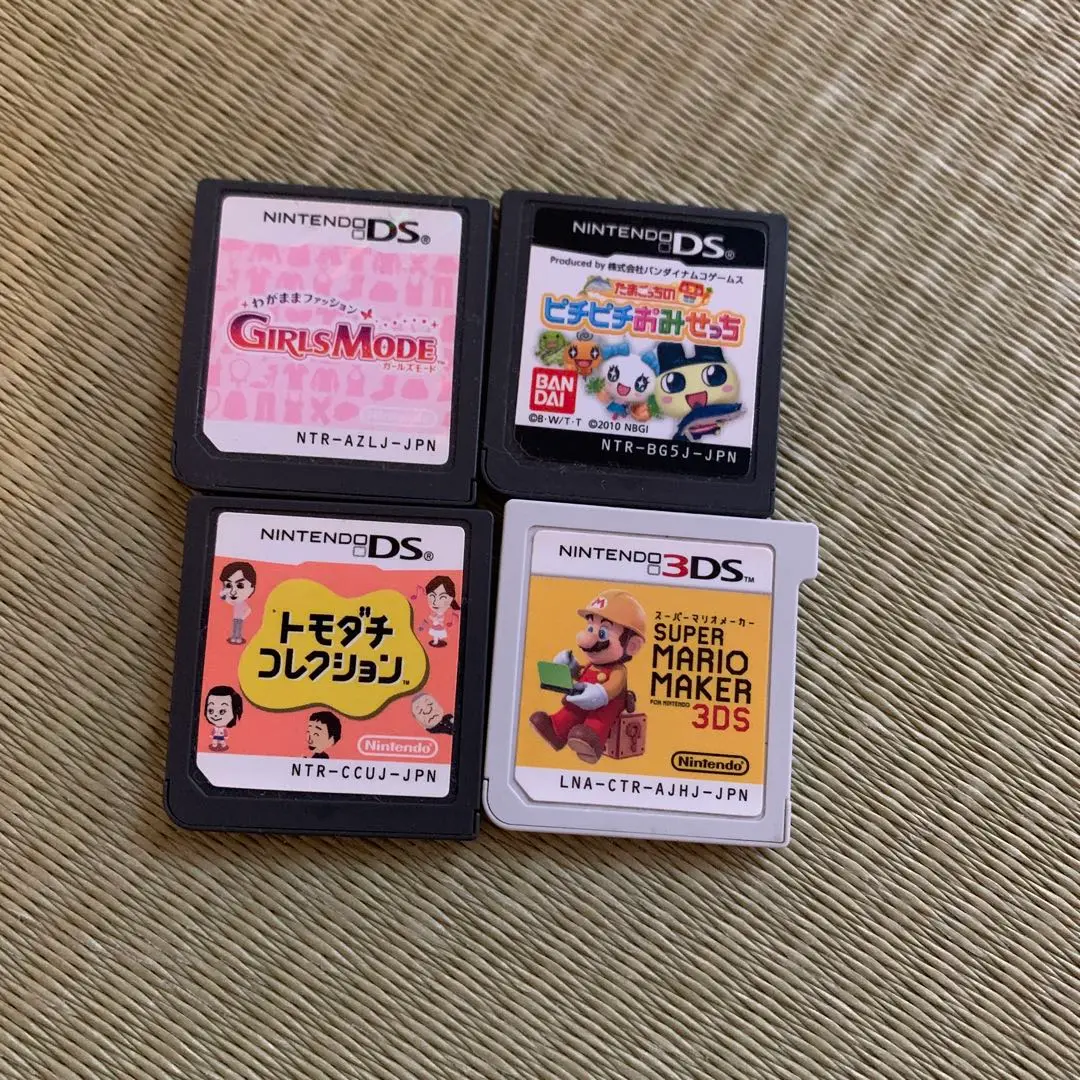 NINTENDO DS®
わがままファッション
GIRLS MODE™
ガールズモード
NTR-AZLJ-JPN
NINTENDO DS®
Produced by 株式会社バンダイナムコゲームス
たまごっちの
ピチピチおみせっち
BAN
DAI
©B・W/T・T ©2010 NBGI
NTR-BG5J-JPN
NINTENDO DS®
トモダチ
コレクション™
Nintendo
NTR-CCUJ-JPN
NINTENDO 3DS™
スーパーマリオメーカー
SUPER
MARIO
MAKER
FOR NINTENDO
3DS
Nintendo
LNA-CTR-AJHJ-JPN